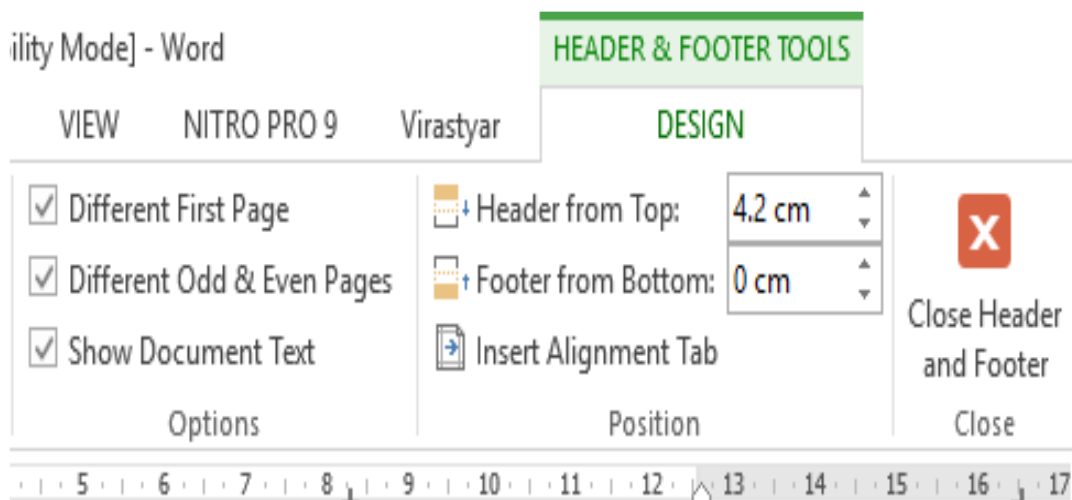 ility Mode] - Word
HEADER & FOOTER TOOLS
VIEW NITRO PRO 9 Virastyar DESIGN
Different First Page
Different Odd & Even Pages
Show Document Text
Options
Header from Top: 4.2 cm
Footer from Bottom: 0 cm
Insert Alignment Tab
Position
Close Header
and Footer
Close
5 6 7 8 9 10 11 12 13 14 15 16 17